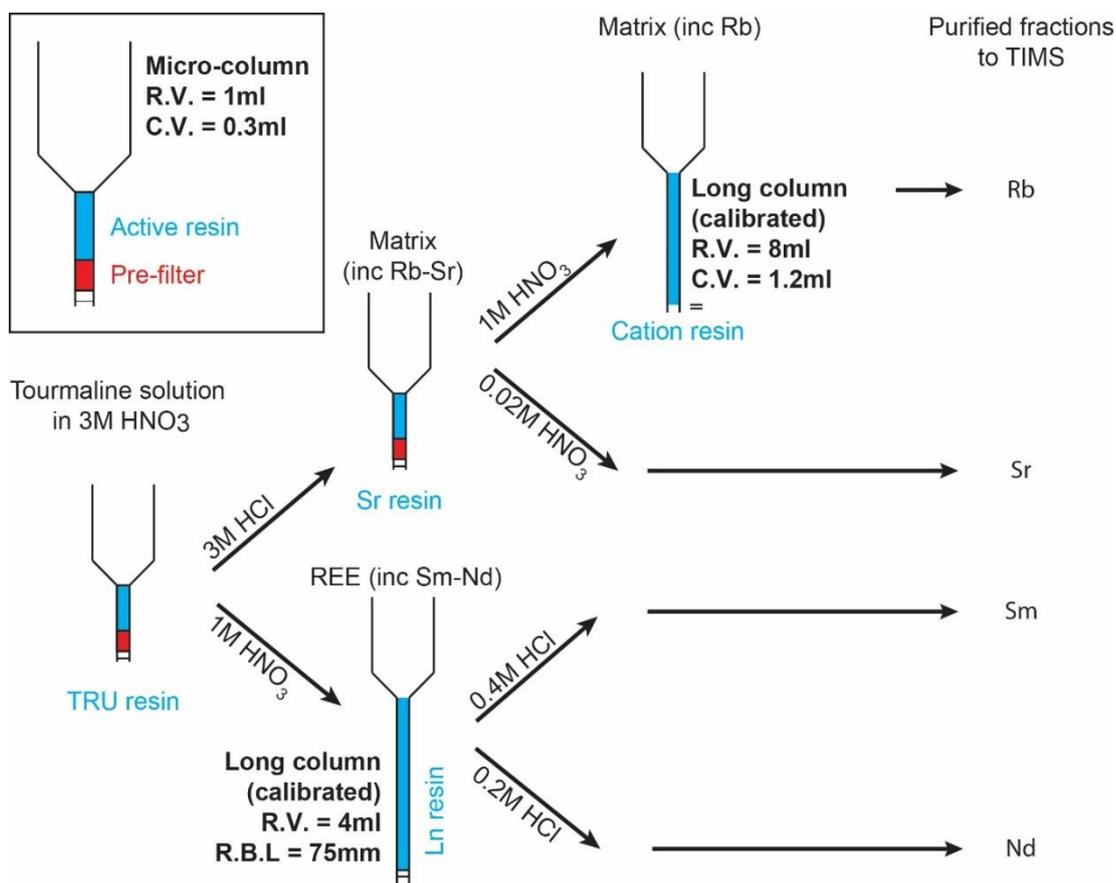 Micro-column
R.V. = 1ml
C.V. = 0.3ml
Active resin
Pre-filter
Matrix (inc Rb)
Purified fractions
to TIMS
Long column
(calibrated)
R.V. = 8ml
C.V. = 1.2ml
=
Cation resin
Rb
Matrix
(inc Rb-Sr)
1M HNO₃
0.02M HNO₃
Sr resin
Sr
Tourmaline solution
in 3M HNO3
TRU resin
3M HCl
1M HNO₃
REE (inc Sm-Nd)
Long column
(calibrated)
R.V. = 4ml
R.B.L = 75mm
Ln resin
0.4M HCl
0.2M HCl
Sm
Nd